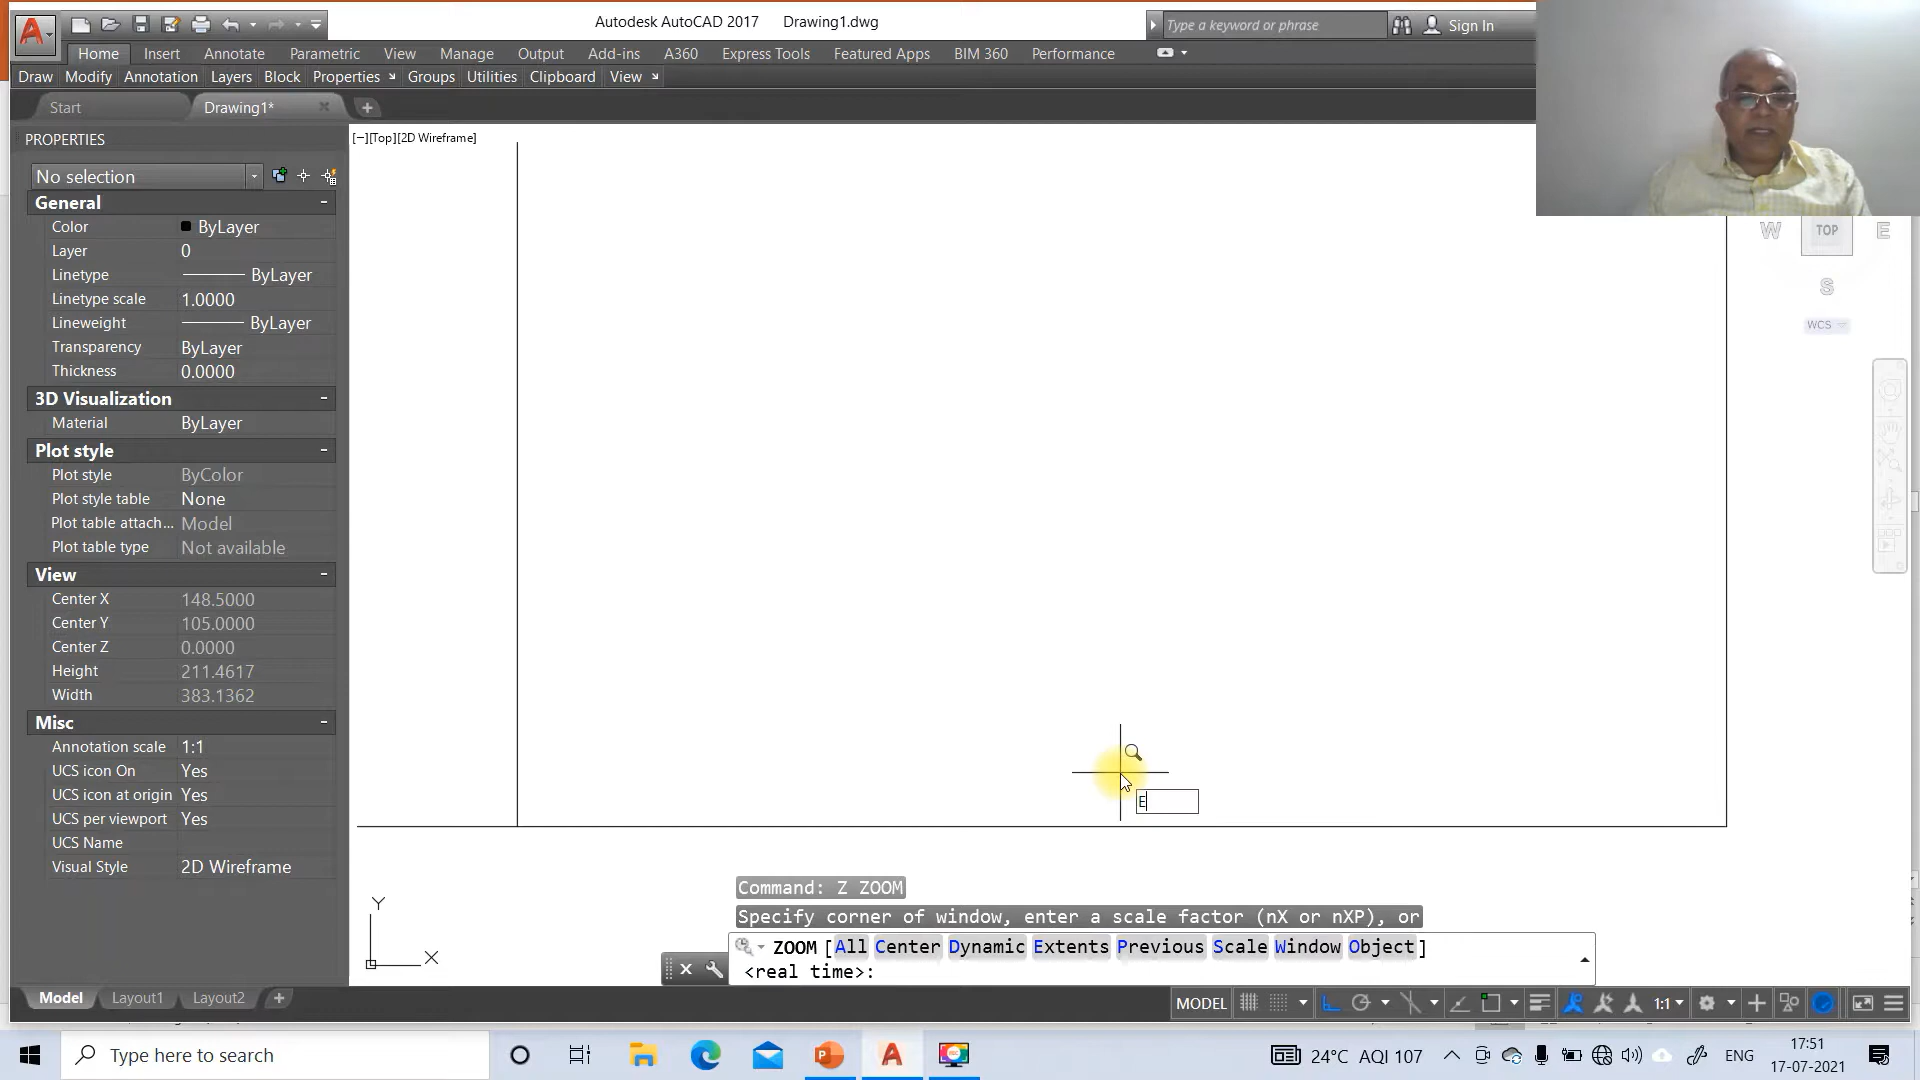 Autodesk AutoCAD 2017 Drawing1.dwg
Type a keyword or phrase
Sign In
Home Insert Annotate Parametric View Manage Output Add-ins A360 Express Tools Featured Apps BIM 360 Performance
Draw Modify Annotation Layers Block Properties Groups Utilities Clipboard View
Start Drawing1*
PROPERTIES
[−][Top][2D Wireframe]
No selection
General
Color ByLayer
Layer 0
Linetype ByLayer
Linetype scale 1.0000
Lineweight ByLayer
Transparency ByLayer
Thickness 0.0000
3D Visualization
Material ByLayer
Plot style
Plot style ByColor
Plot style table None
Plot table attach... Model
Plot table type Not available
View
Center X 148.5000
Center Y 105.0000
Center Z 0.0000
Height 211.4617
Width 383.1362
Misc
Annotation scale 1:1
UCS icon On Yes
UCS icon at origin Yes
UCS per viewport Yes
UCS Name
Visual Style 2D Wireframe
W TOP E
S
WCS
E
Y
X
Command: Z ZOOM
Specify corner of window, enter a scale factor (nX or nXP), or
ZOOM [All Center Dynamic Extents Previous Scale Window Object]
<real time>:
Model Layout1 Layout2
MODEL 1:1
Type here to search
24°C AQI 107 ENG
17:51
17-07-2021